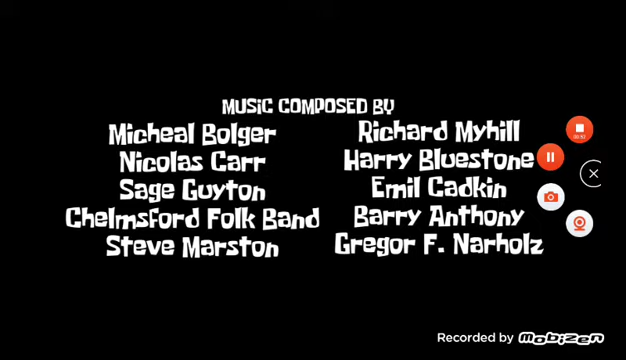 MUSIC COMPOSED BY
Micheal Bolger
Nicolas Carr
Sage Guyton
Chelmsford Folk Band
Steve Marston
Richard Myhill
Harry Bluestone
Emil Cadkin
Barry Anthony
Gregor F. Narholz
Recorded by mobizen